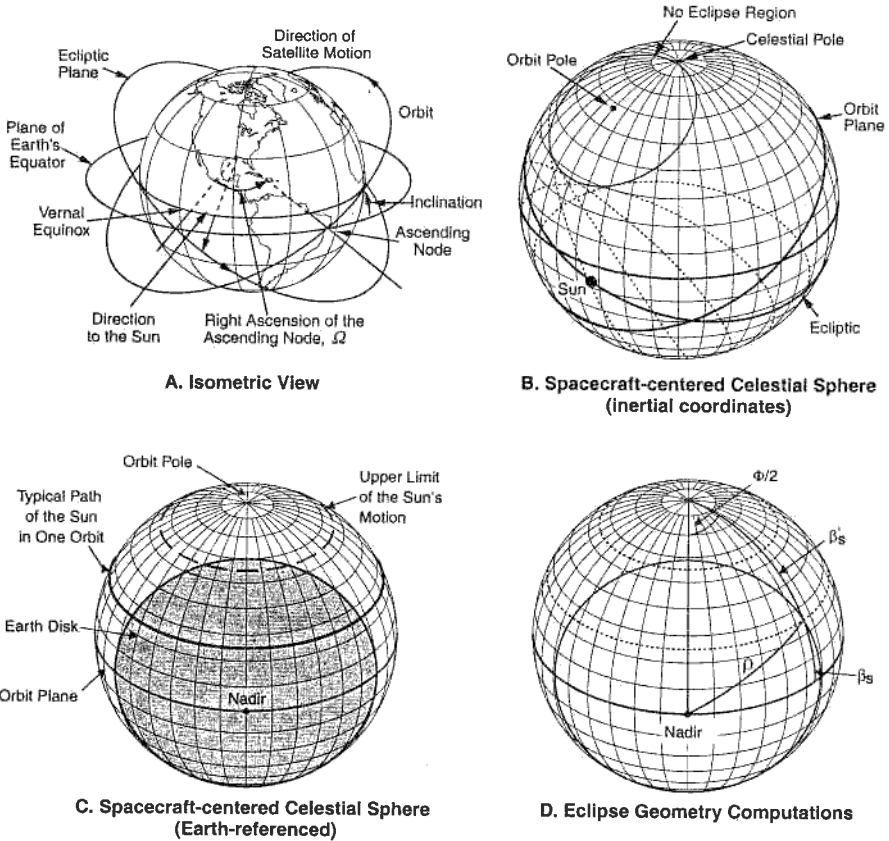 Direction of
Satellite Motion
Ecliptic
Plane
Orbit
Plane of
Earth's
Equator
Vernal
Equinox
Inclination
Ascending
Node
Direction
to the Sun
Right Ascension of the
Ascending Node, Ω
A. Isometric View
No Eclipse Region
Celestial Pole
Orbit Pole
Orbit
Plane
Sun
Ecliptic
B. Spacecraft-centered Celestial Sphere
(inertial coordinates)
Orbit Pole
Typical Path
of the Sun
in One Orbit
Upper Limit
of the Sun's
Motion
Earth Disk
Orbit Plane
Nadir
C. Spacecraft-centered Celestial Sphere
(Earth-referenced)
Φ/2
β's
ρ
βs
Nadir
D. Eclipse Geometry Computations